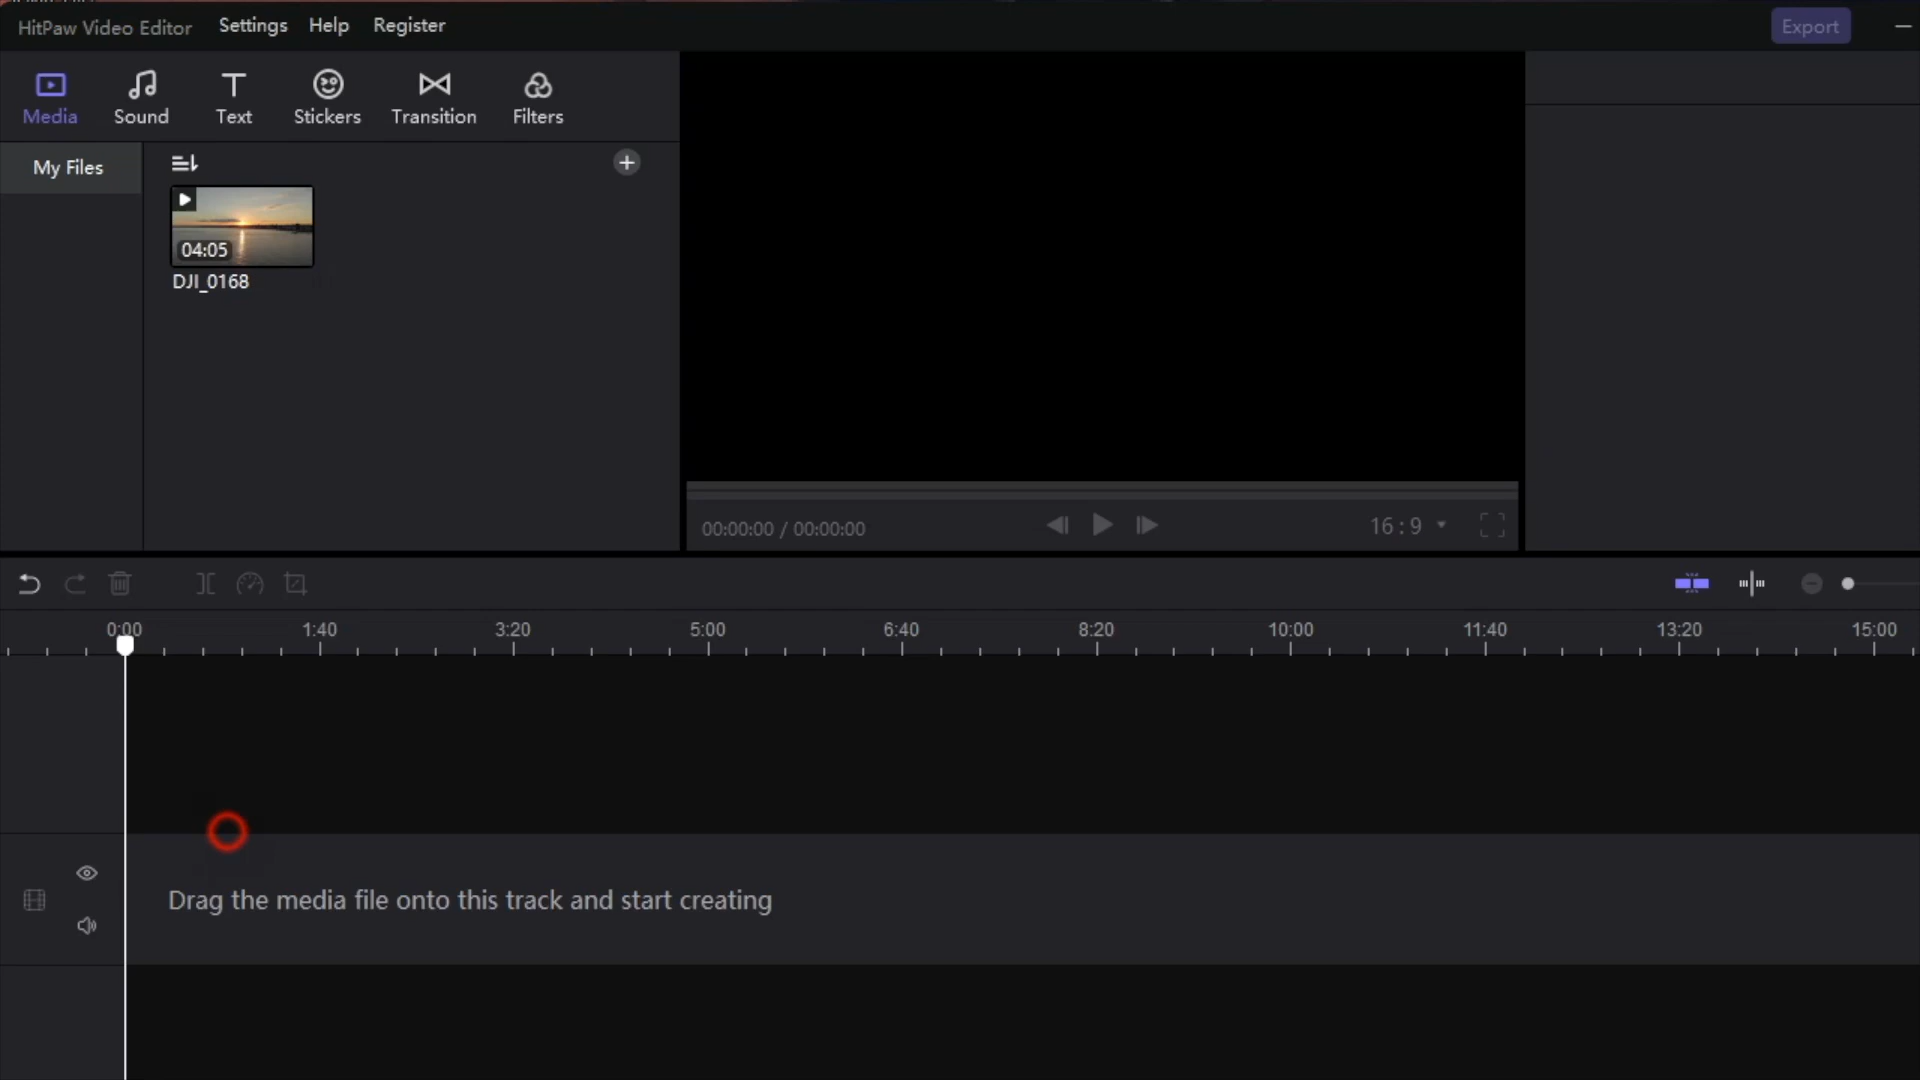 HitPaw Video Editor
Settings
Help
Register
Export
Media
Sound
Text
Stickers
Transition
Filters
My Files
04:05
DJI_0168
00:00:00 / 00:00:00
16 : 9
0:00
1:40
3:20
5:00
6:40
8:20
10:00
11:40
13:20
15:00
Drag the media file onto this track and start creating